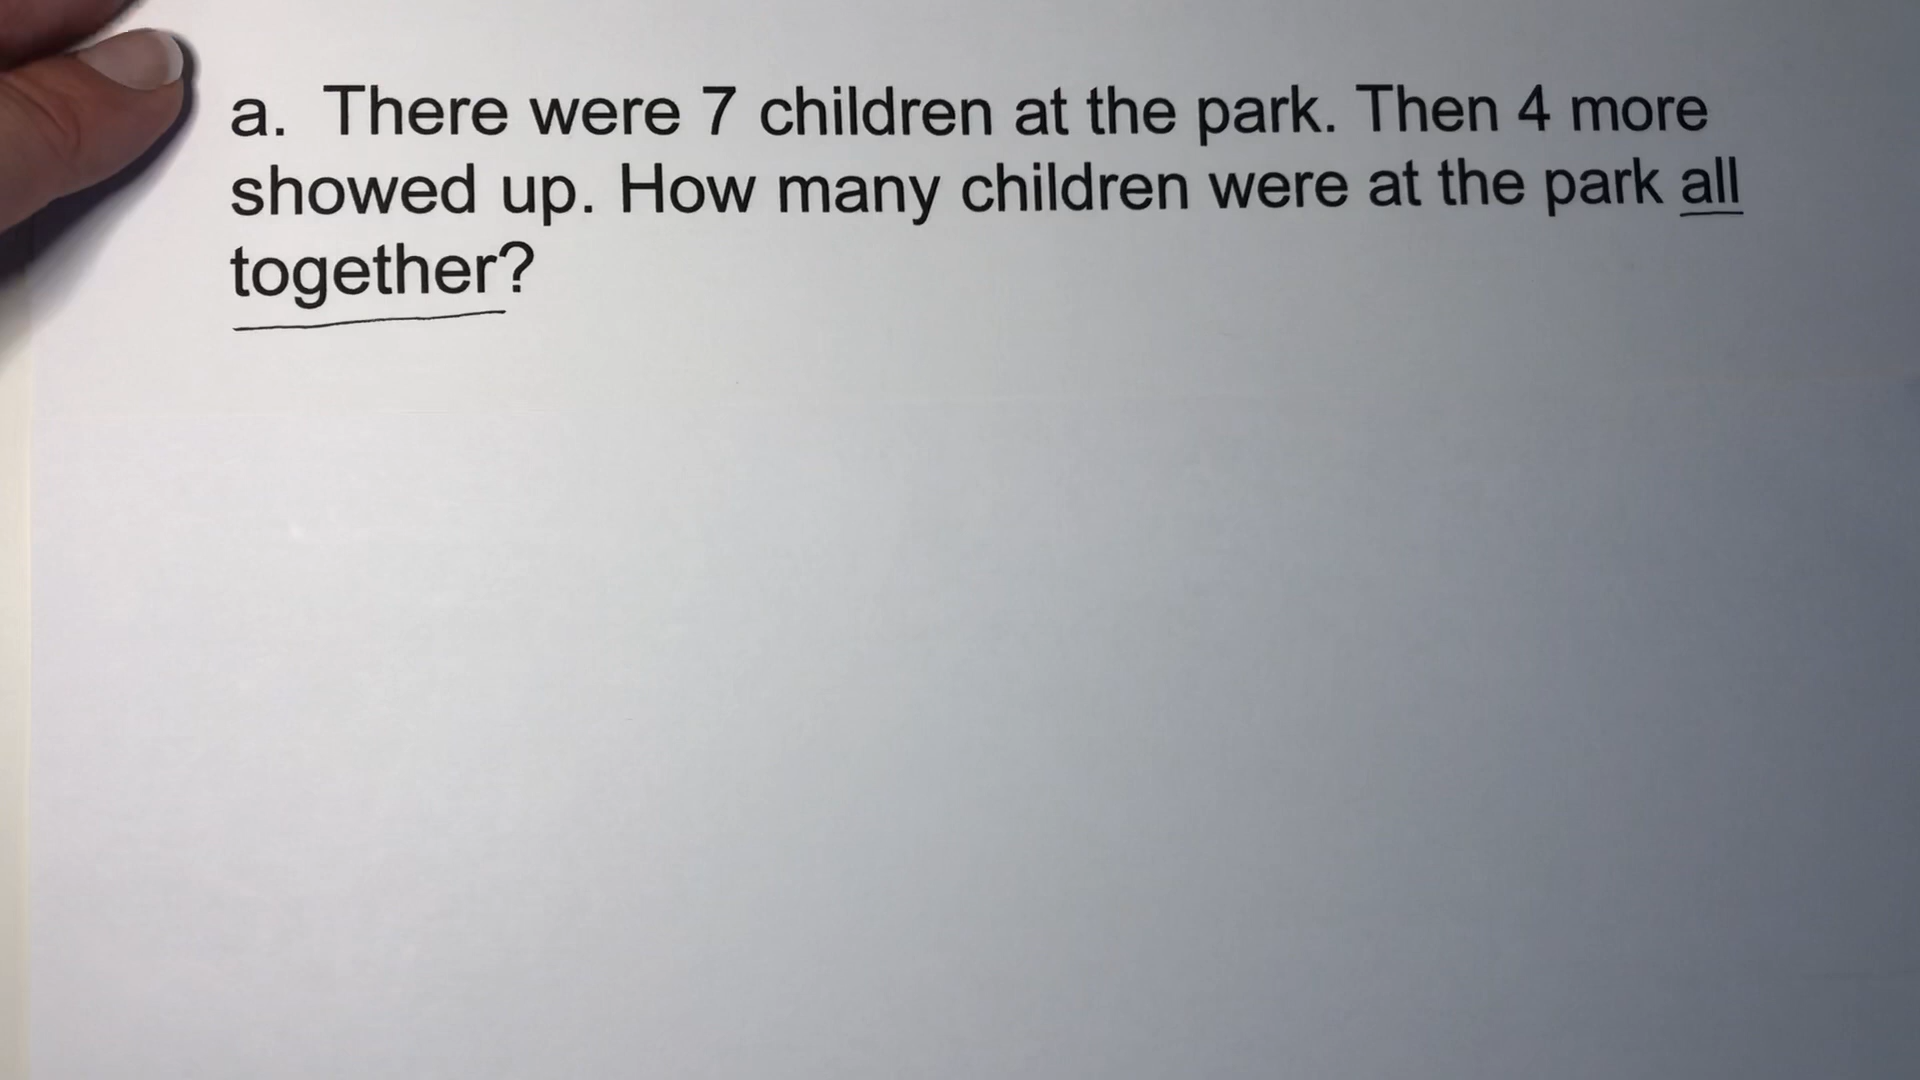 a. There were 7 children at the park. Then 4 more
showed up. How many children were at the park all
together?